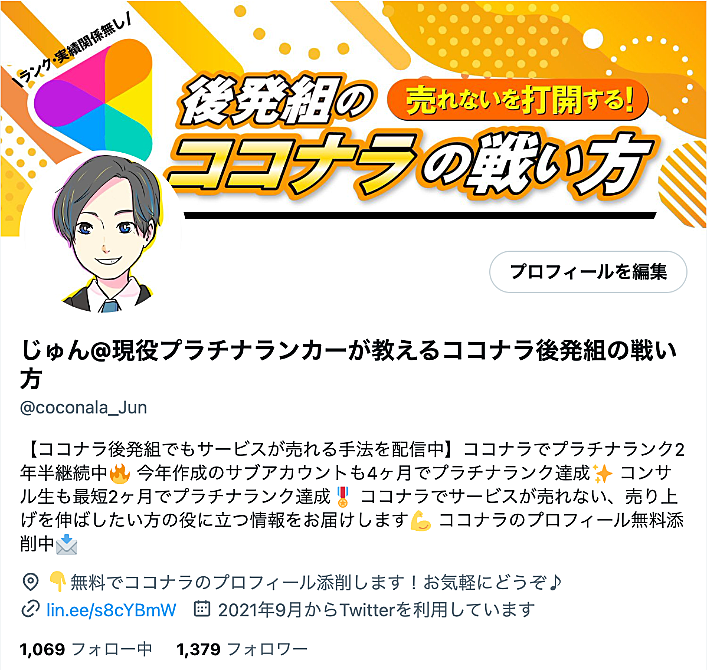 \ランク・実績関係無し/
後発組の
売れないを打開する!
ココナラの戦い方
プロフィールを編集
じゅん@現役プラチナランカーが教えるココナラ後発組の戦い
方
@coconala_Jun
【ココナラ後発組でもサービスが売れる手法を配信中】ココナラでプラチナランク2
年半継続中🔥 今年作成のサブアカウントも4ヶ月でプラチナランク達成✨ コンサ
ル生も最短2ヶ月でプラチナランク達成🎖 ココナラでサービスが売れない、売り上
げを伸ばしたい方の役に立つ情報をお届けします💪 ココナラのプロフィール無料添
削中📩
👇無料でココナラのプロフィール添削します！お気軽にどうぞ♪
lin.ee/s8cYBmW 2021年9月からTwitterを利用しています
1,069 フォロー中 1,379 フォロワー